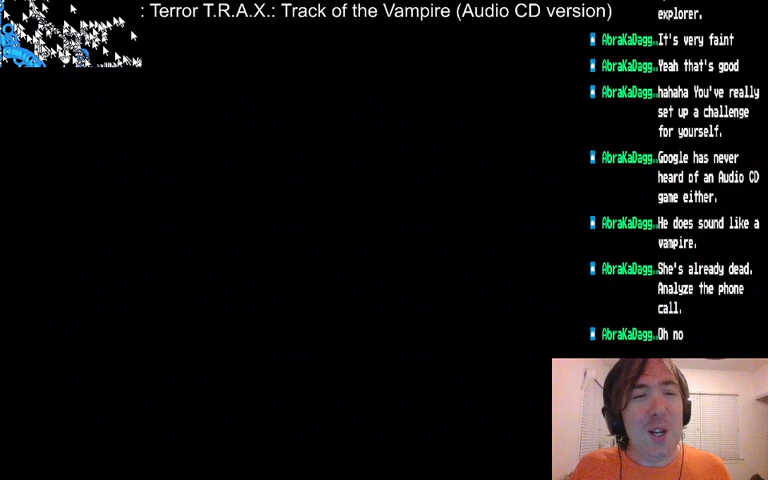 : Terror T.R.A.X.: Track of the Vampire (Audio CD version)
explorer.
AbraKaDagg It's very faint
AbraKaDagg Yeah that's good
AbraKaDagg hahaha You've really
set up a challenge
for yourself.
AbraKaDagg Google has never
heard of an Audio CD
game either.
AbraKaDagg He does sound like a
vampire.
AbraKaDagg She's already dead.
Analyze the phone
call.
AbraKaDagg Oh no